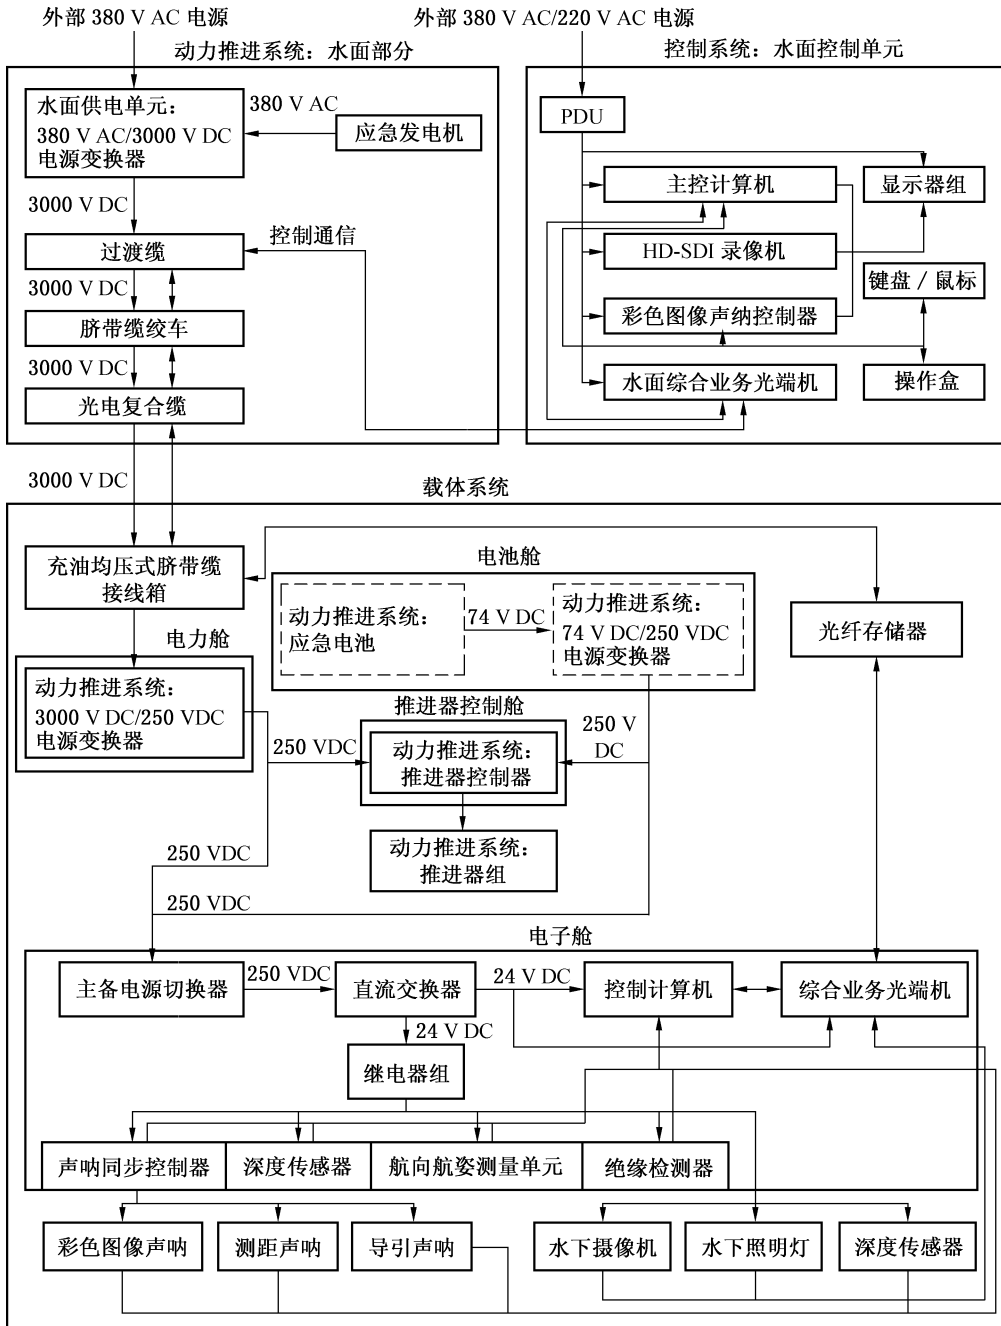 外部 380 V AC 电源
外部 380 V AC/220 V AC 电源
动力推进系统：水面部分
控制系统：水面控制单元
水面供电单元：
380 V AC/3000 V DC
电源变换器
380 V AC
应急发电机
PDU
3000 V DC
主控计算机
显示器组
过渡缆
控制通信
HD-SDI 录像机
键盘 / 鼠标
3000 V DC
脐带缆绞车
彩色图像声纳控制器
3000 V DC
光电复合缆
水面综合业务光端机
操作盒
3000 V DC
载体系统
充油均压式脐带缆
接线箱
电池舱
动力推进系统：
应急电池
74 V DC
动力推进系统：
74 V DC/250 VDC
电源变换器
光纤存储器
电力舱
动力推进系统：
3000 V DC/250 VDC
电源变换器
推进器控制舱
250 VDC
动力推进系统：
推进器控制器
250 V
DC
动力推进系统：
推进器组
250 VDC
250 VDC
电子舱
主备电源切换器
250 VDC
直流交换器
24 V DC
控制计算机
综合业务光端机
24 V DC
继电器组
声呐同步控制器
深度传感器
航向航姿测量单元
绝缘检测器
彩色图像声呐
测距声呐
导引声呐
水下摄像机
水下照明灯
深度传感器